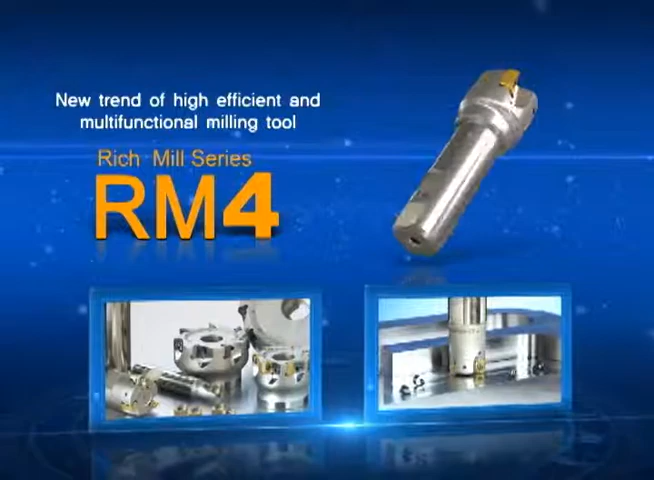 New trend of high efficient and
multifunctional milling tool
Rich Mill Series
RM4